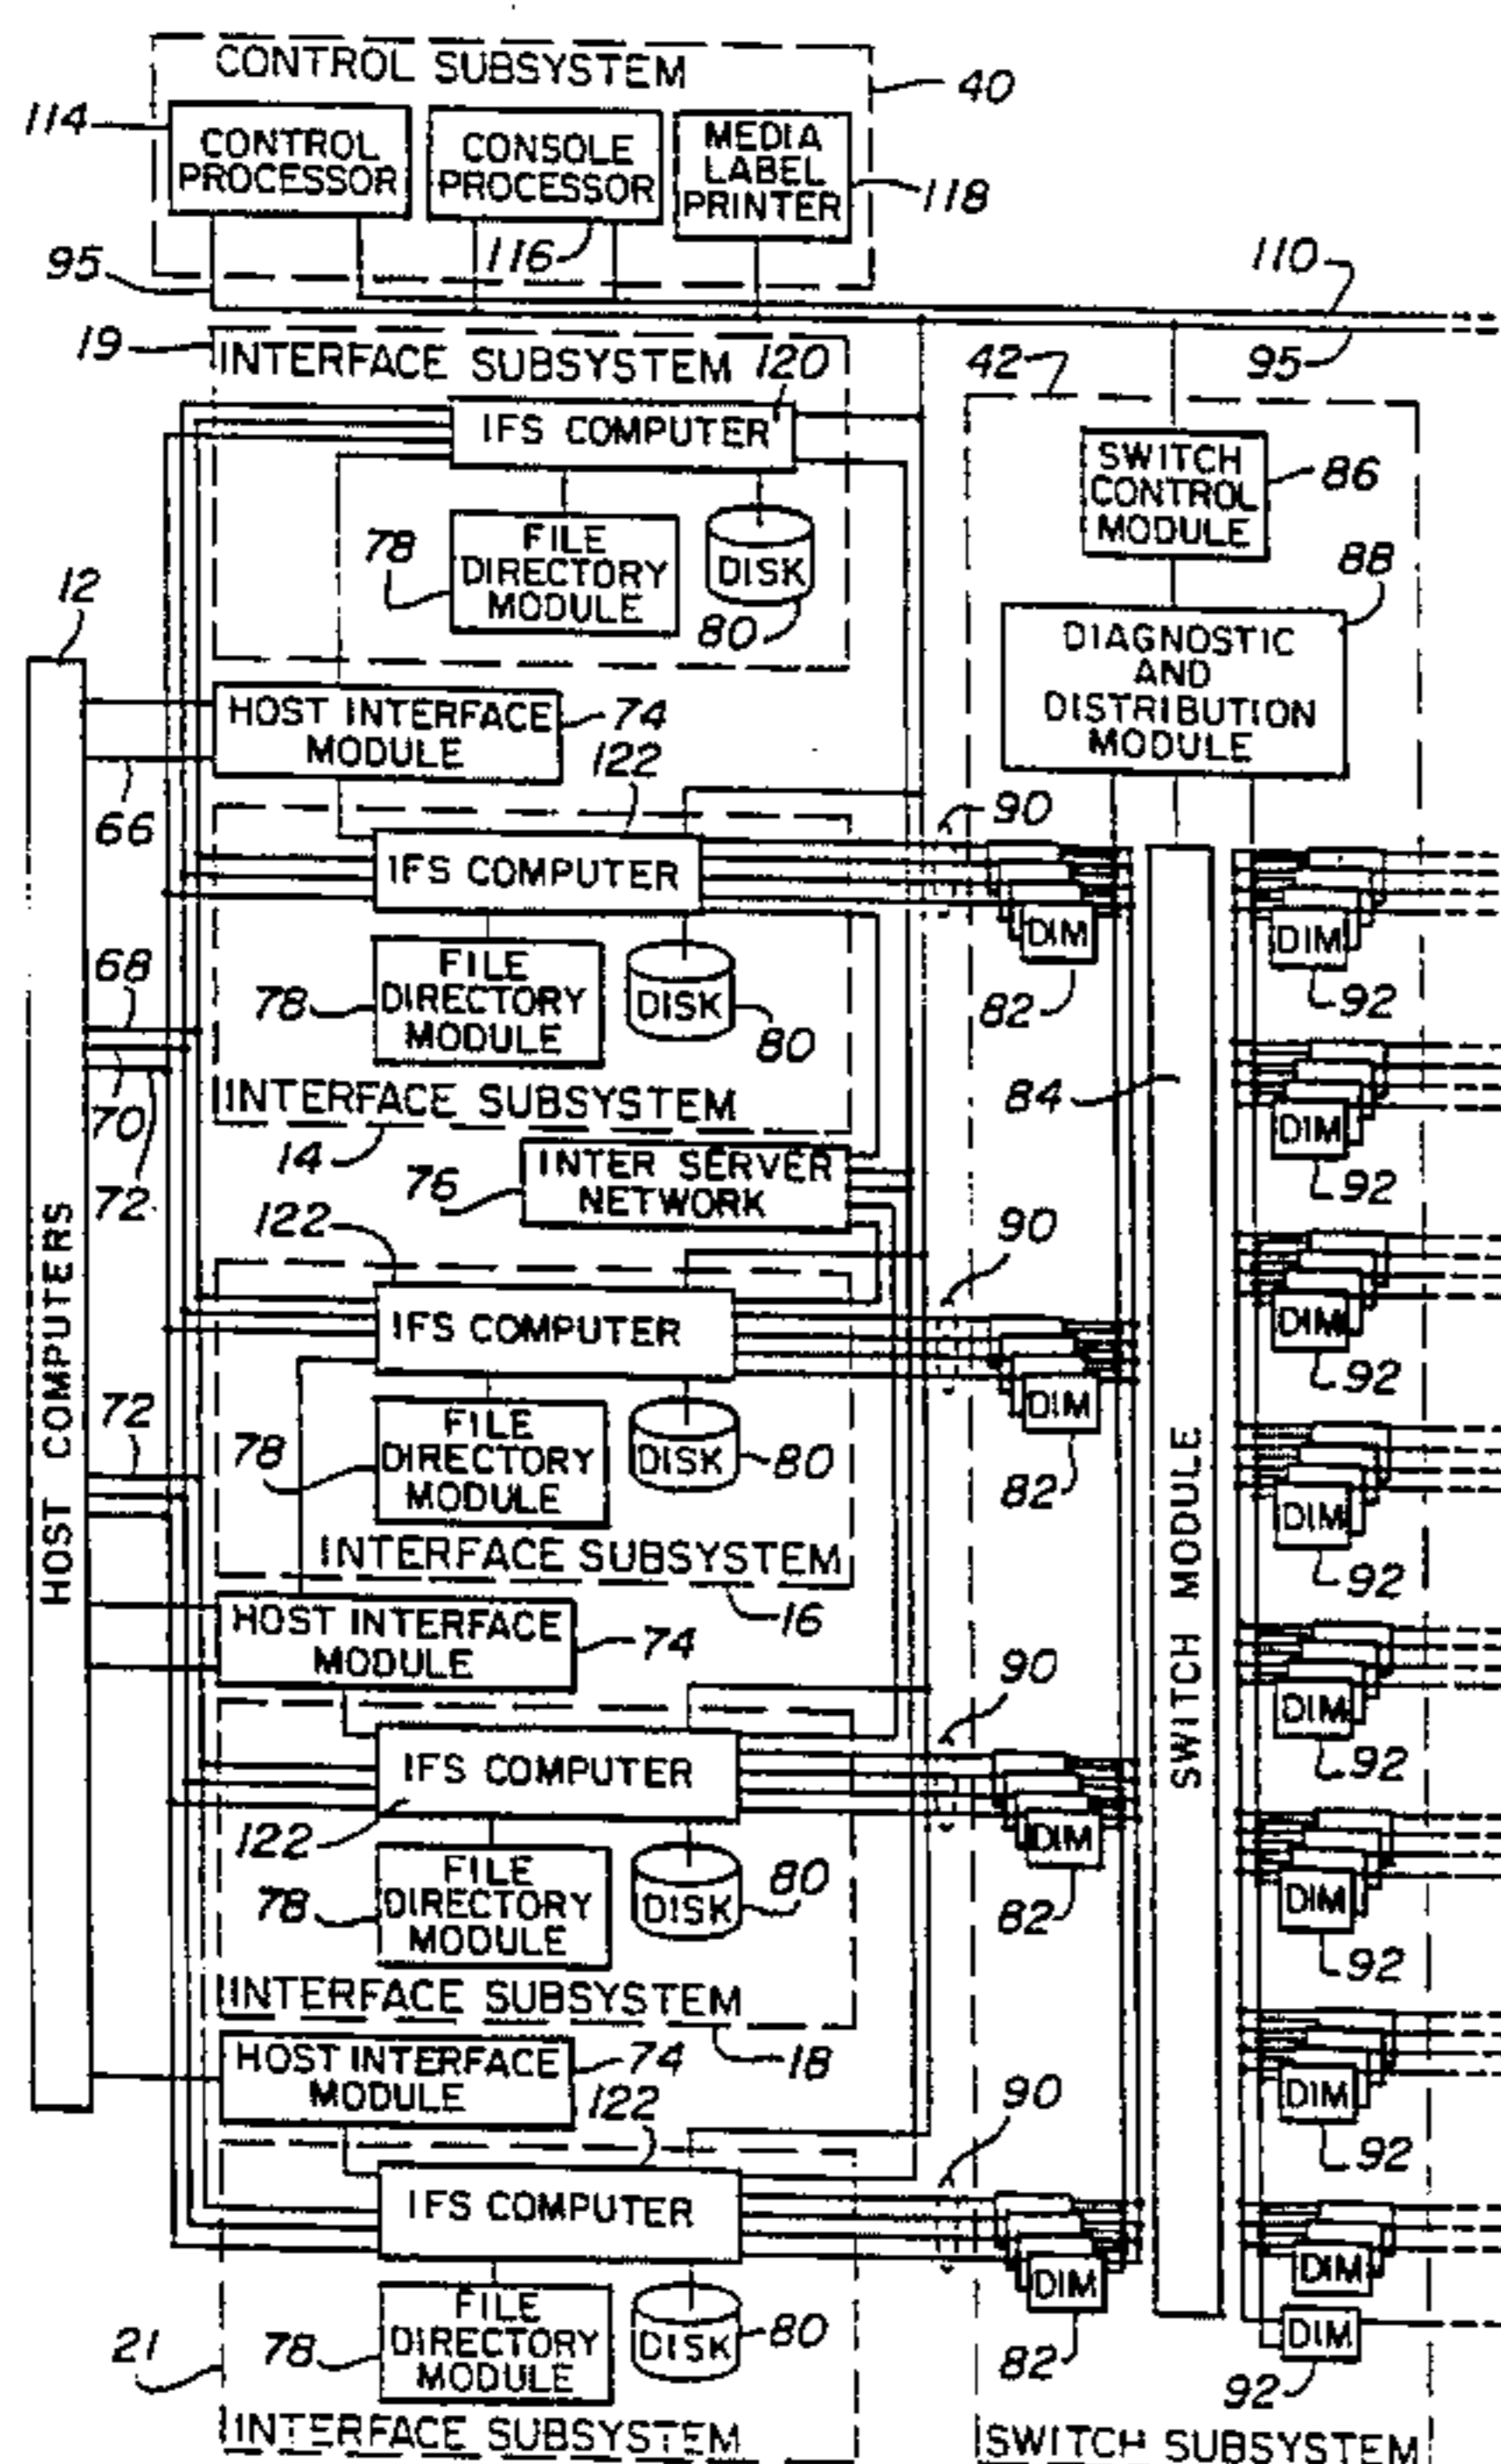 CONTROL SUBSYSTEM
40
114
CONTROL
PROCESSOR
CONSOLE
PROCESSOR
MEDIA
LABEL
PRINTER
118
116
95
110
95
19
INTERFACE SUBSYSTEM
120
IFS COMPUTER
42
SWITCH
CONTROL
MODULE
86
78
FILE
DIRECTORY
MODULE
DISK
80
88
DIAGNOSTIC
AND
DISTRIBUTION
MODULE
12
HOST COMPUTERS
HOST INTERFACE
MODULE
74
66
122
90
IFS COMPUTER
DIM
82
DIM
92
68
70
72
78
FILE
DIRECTORY
MODULE
DISK
80
INTERFACE SUBSYSTEM
14
84
SWITCH MODULE
DIM
92
76
INTER SERVER
NETWORK
122
90
IFS COMPUTER
DIM
82
DIM
92
72
78
FILE
DIRECTORY
MODULE
DISK
80
INTERFACE SUBSYSTEM
16
DIM
92
HOST INTERFACE
MODULE
74
90
DIM
92
IFS COMPUTER
122
DIM
82
78
FILE
DIRECTORY
MODULE
DISK
80
INTERFACE SUBSYSTEM
18
DIM
92
HOST INTERFACE
MODULE
74
122
90
DIM
92
IFS COMPUTER
DIM
82
21
78
FILE
DIRECTORY
MODULE
DISK
80
INTERFACE SUBSYSTEM
DIM
DIM
92
SWITCH SUBSYSTEM